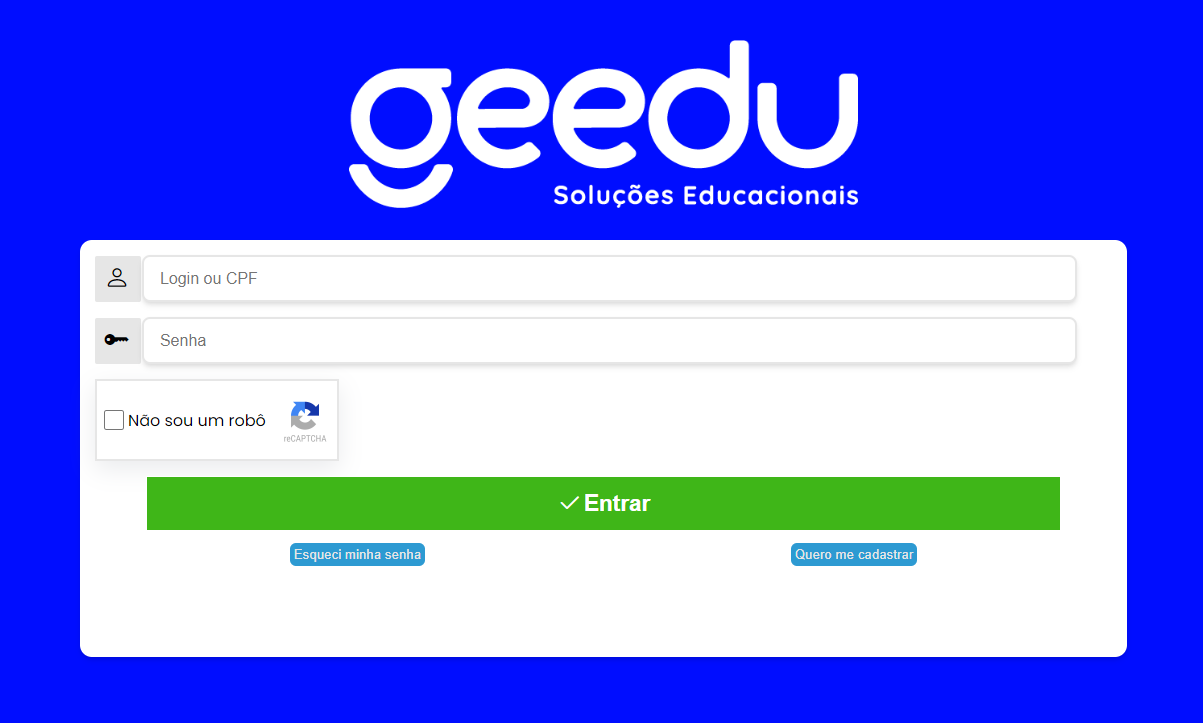 geedu
Soluções Educacionais
Login ou CPF
Senha
Não sou um robô
reCAPTCHA
Entrar
Esqueci minha senha
Quero me cadastrar